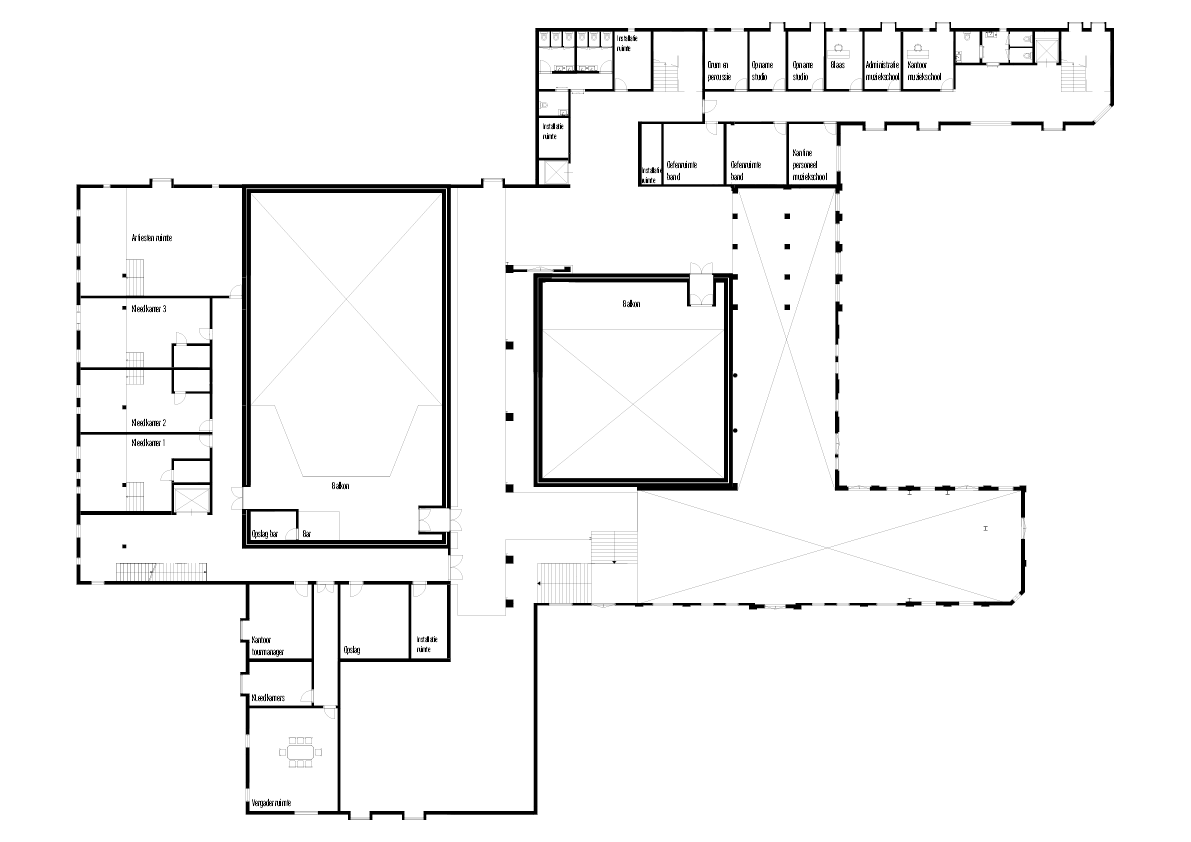 Installatie
ruimte
Drum en
percussie
Opname
studio
Opname
studio
Blaas
Administratie
muziekschool
Kantoor
muziekschool
Installatie
ruimte
Installatie
ruimte
Oefenruimte
band
Oefenruimte
band
Kantine
personeel
muziekschool
Artiesten ruimte
Kleedkamer 3
Balkon
Kleedkamer 2
Kleedkamer 1
Balkon
Opslag bar
Bar
Kantoor
tourmanager
Opslag
Installatie
ruimte
Kleedkamers
Vergaderruimte